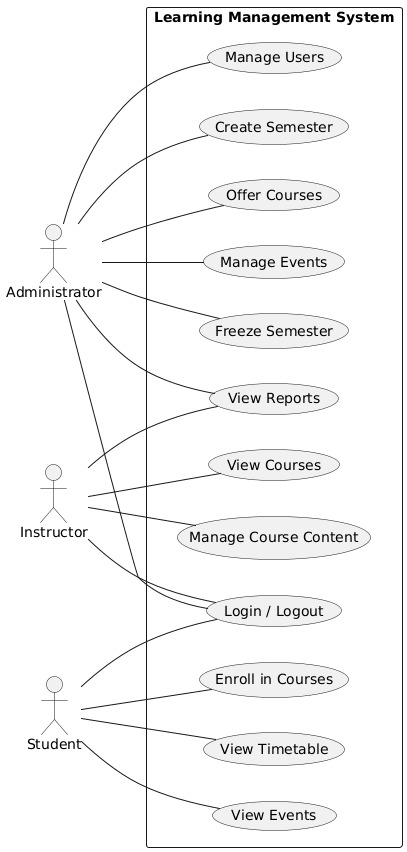 Learning Management System
Manage Users
Create Semester
Offer Courses
Manage Events
Administrator
Freeze Semester
View Reports
View Courses
Instructor
Manage Course Content
Login / Logout
Enroll in Courses
Student
View Timetable
View Events